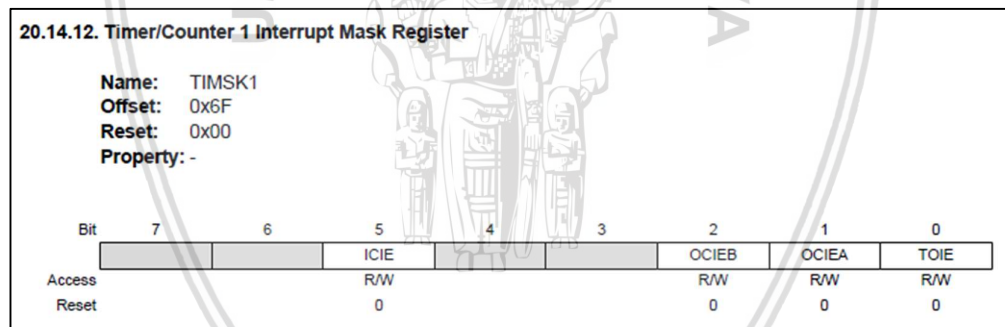 20.14.12. Timer/Counter 1 Interrupt Mask Register
Name: TIMSK1
Offset: 0x6F
Reset: 0x00
Property: -
Bit 7 6 5 4 3 2 1 0
ICIE OCIEB OCIEA TOIE
Access R/W R/W R/W R/W
Reset 0 0 0 0